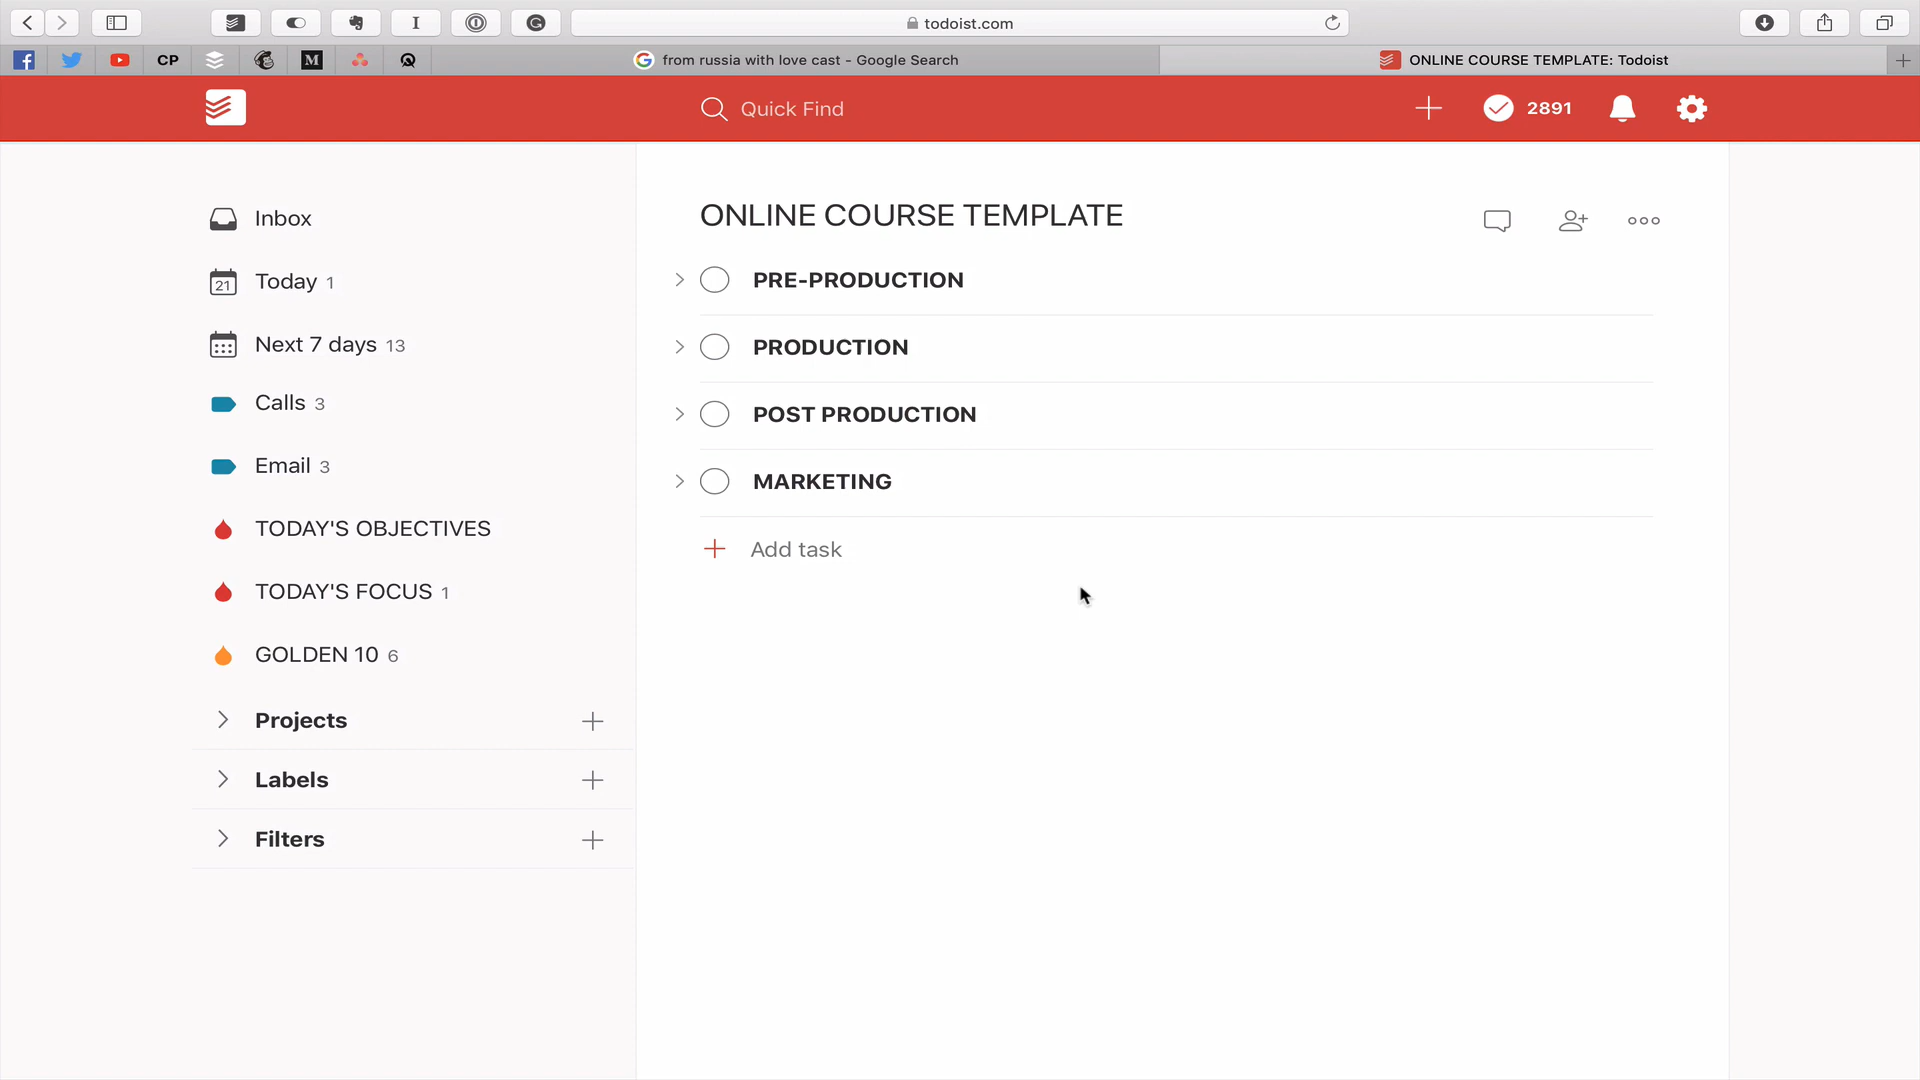 todoist.com
CP
M
from russia with love cast - Google Search
ONLINE COURSE TEMPLATE: Todoist
Quick Find
2891
Inbox
21
Today 1
Next 7 days 13
Calls 3
Email 3
TODAY'S OBJECTIVES
TODAY'S FOCUS 1
GOLDEN 10 6
Projects
Labels
Filters
ONLINE COURSE TEMPLATE
PRE-PRODUCTION
PRODUCTION
POST PRODUCTION
MARKETING
Add task